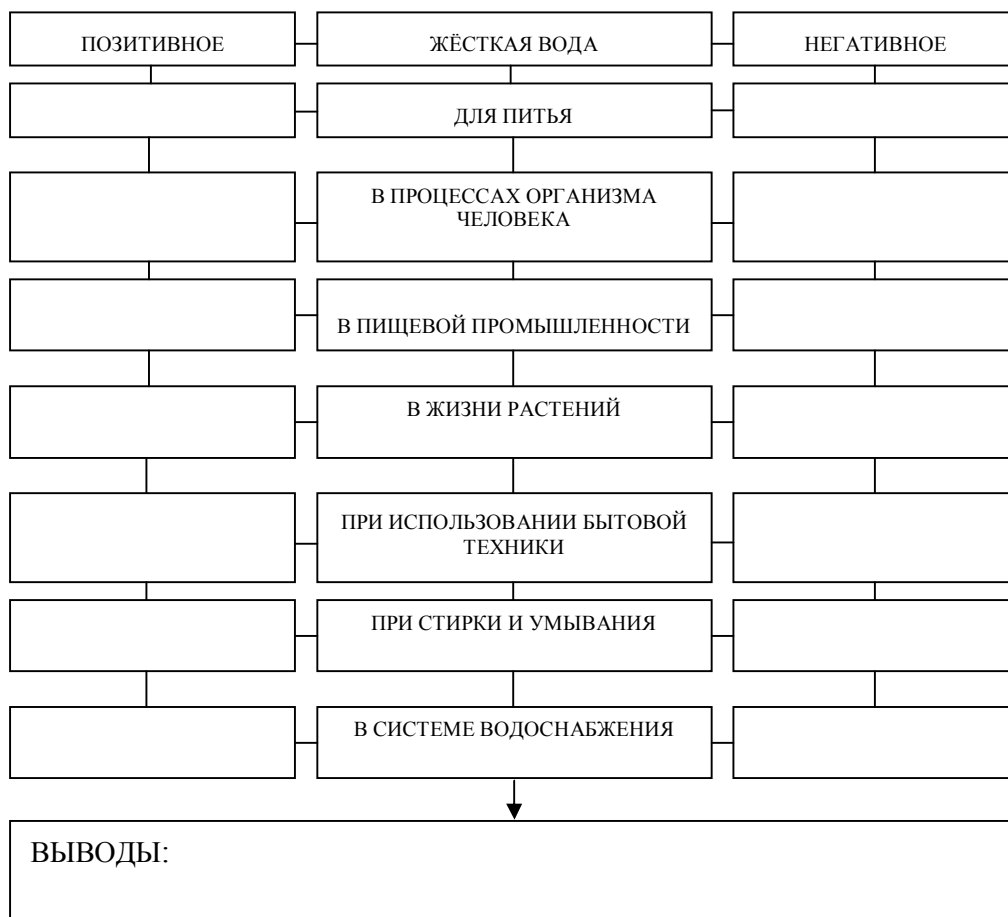 ПОЗИТИВНОЕ
ЖЁСТКАЯ ВОДА
НЕГАТИВНОЕ
ДЛЯ ПИТЬЯ
В ПРОЦЕССАХ ОРГАНИЗМА
ЧЕЛОВЕКА
В ПИЩЕВОЙ ПРОМЫШЛЕННОСТИ
В ЖИЗНИ РАСТЕНИЙ
ПРИ ИСПОЛЬЗОВАНИИ БЫТОВОЙ
ТЕХНИКИ
ПРИ СТИРКИ И УМЫВАНИЯ
В СИСТЕМЕ ВОДОСНАБЖЕНИЯ
ВЫВОДЫ: